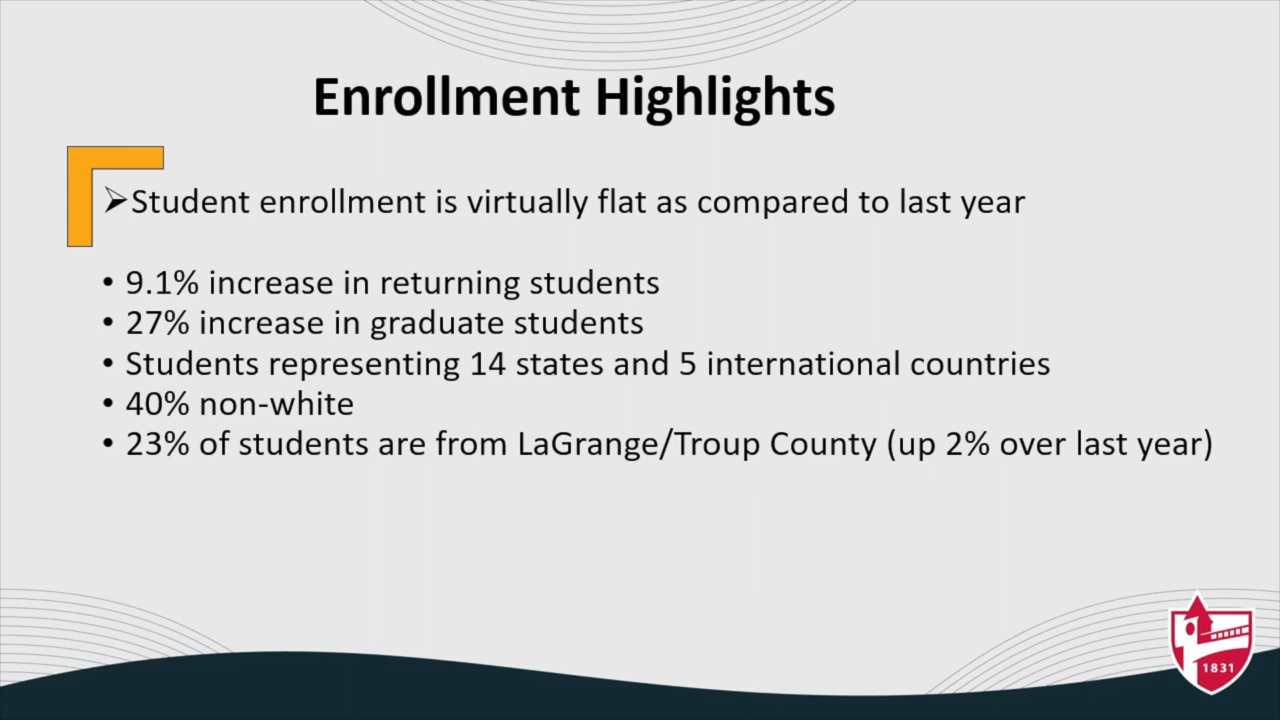 Enrollment Highlights
➢Student enrollment is virtually flat as compared to last year
• 9.1% increase in returning students
• 27% increase in graduate students
• Students representing 14 states and 5 international countries
• 40% non-white
• 23% of students are from LaGrange/Troup County (up 2% over last year)
1831